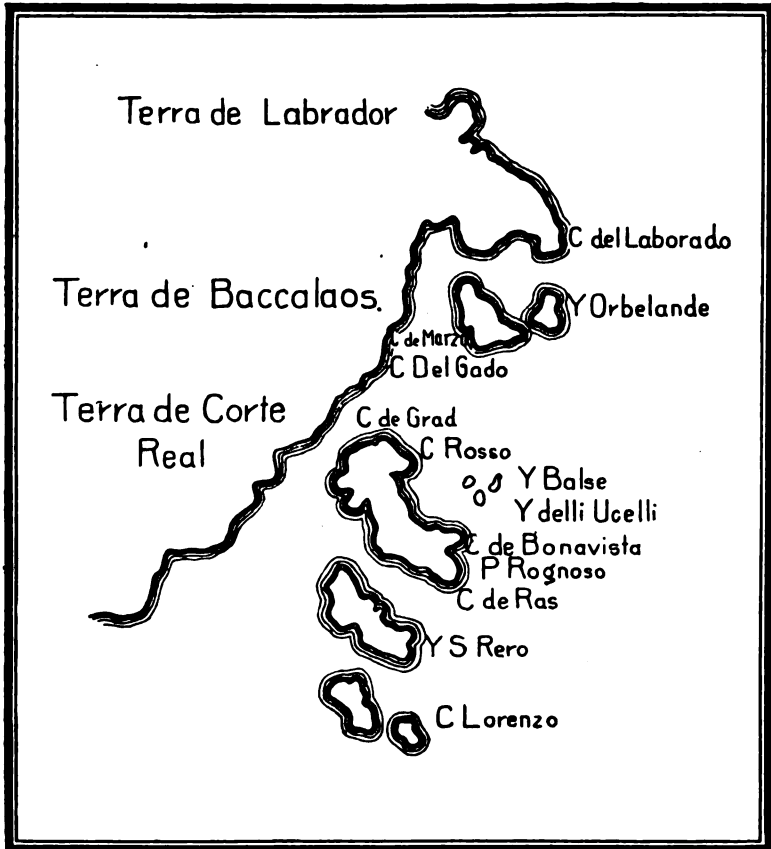 Terra de Labrador
C del Laborado
Terra de Baccalaos.
Y Orbelande
C de Marzo
C Del Gado
Terra de Corte
Real
C de Grad
C Rosso
Y Balse
Y delli Ucelli
C de Bonavista
P Rognoso
C de Ras
Y S Rero
C Lorenzo